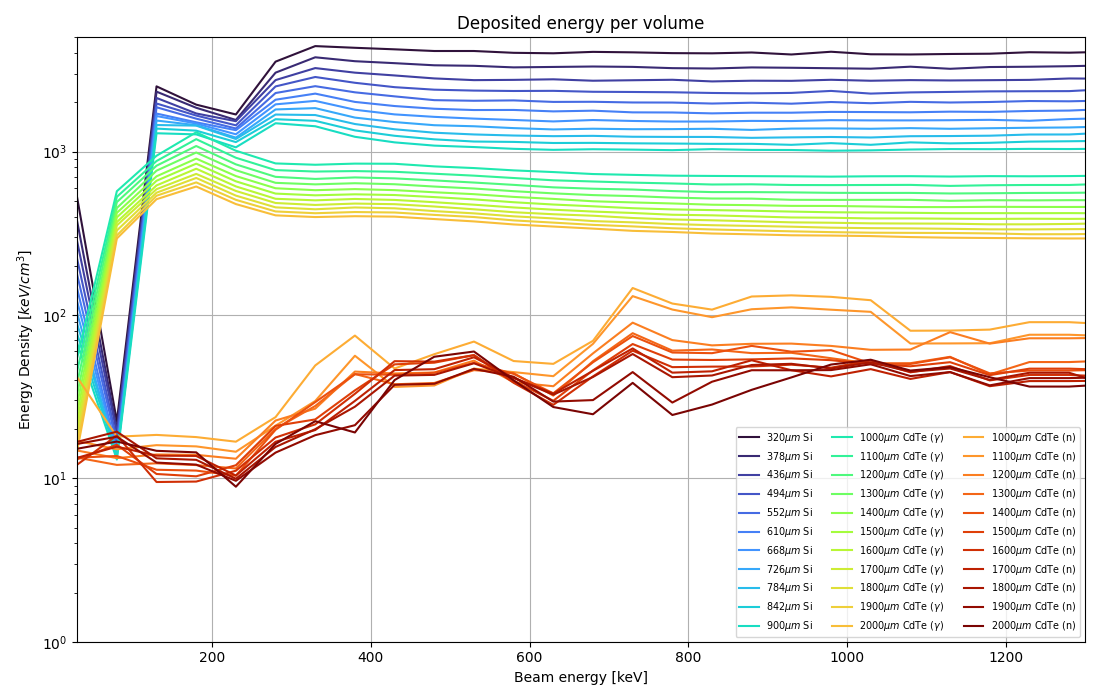 Deposited energy per volume
Energy Density [keV/cm³]
10³
10²
10¹
10⁰
200
400
600
800
1000
1200
Beam energy [keV]
320μm Si
378μm Si
436μm Si
494μm Si
552μm Si
610μm Si
668μm Si
726μm Si
784μm Si
842μm Si
900μm Si
1000μm CdTe (γ)
1100μm CdTe (γ)
1200μm CdTe (γ)
1300μm CdTe (γ)
1400μm CdTe (γ)
1500μm CdTe (γ)
1600μm CdTe (γ)
1700μm CdTe (γ)
1800μm CdTe (γ)
1900μm CdTe (γ)
2000μm CdTe (γ)
1000μm CdTe (n)
1100μm CdTe (n)
1200μm CdTe (n)
1300μm CdTe (n)
1400μm CdTe (n)
1500μm CdTe (n)
1600μm CdTe (n)
1700μm CdTe (n)
1800μm CdTe (n)
1900μm CdTe (n)
2000μm CdTe (n)